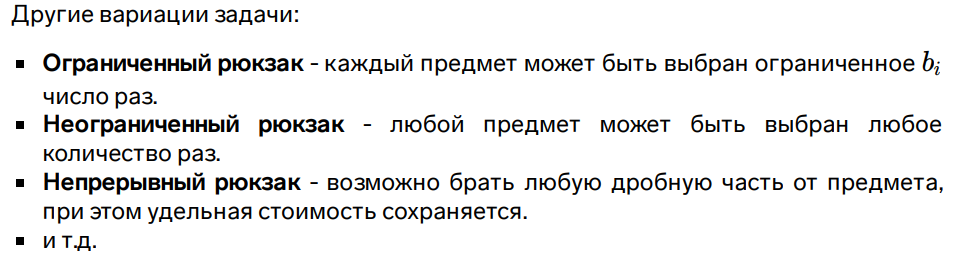 Другие вариации задачи:
▪ Ограниченный рюкзак - каждый предмет может быть выбран ограниченное bᵢ
число раз.
▪ Неограниченный рюкзак - любой предмет может быть выбран любое
количество раз.
▪ Непрерывный рюкзак - возможно брать любую дробную часть от предмета,
при этом удельная стоимость сохраняется.
▪ и т.д.